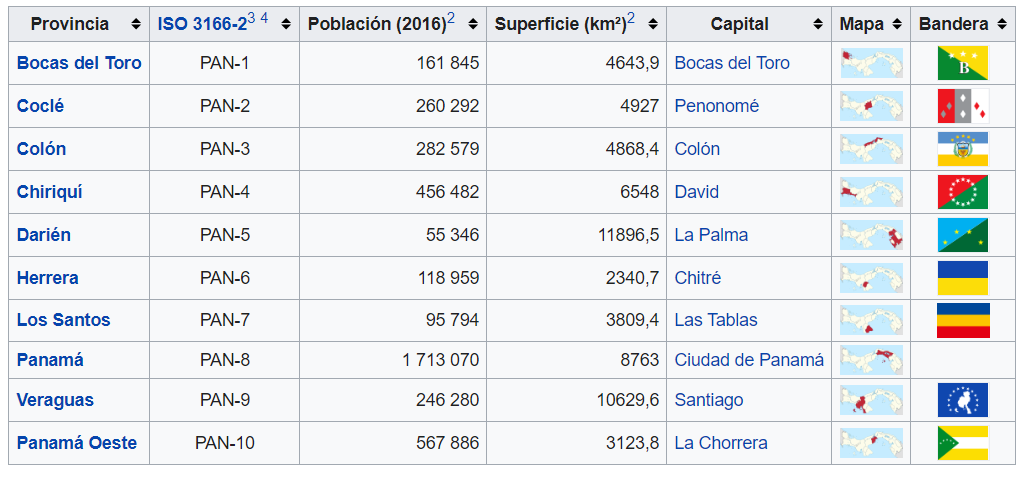 Provincia ISO 3166-2 3 4 Población (2016) 2 Superficie (km²) 2 Capital Mapa Bandera
Bocas del Toro PAN-1 161 845 4643,9 Bocas del Toro
B
Coclé PAN-2 260 292 4927 Penonomé
Colón PAN-3 282 579 4868,4 Colón
Chiriquí PAN-4 456 482 6548 David
Darién PAN-5 55 346 11896,5 La Palma
Herrera PAN-6 118 959 2340,7 Chitré
Los Santos PAN-7 95 794 3809,4 Las Tablas
Panamá PAN-8 1 713 070 8763 Ciudad de Panamá
Veraguas PAN-9 246 280 10629,6 Santiago
Panamá Oeste PAN-10 567 886 3123,8 La Chorrera